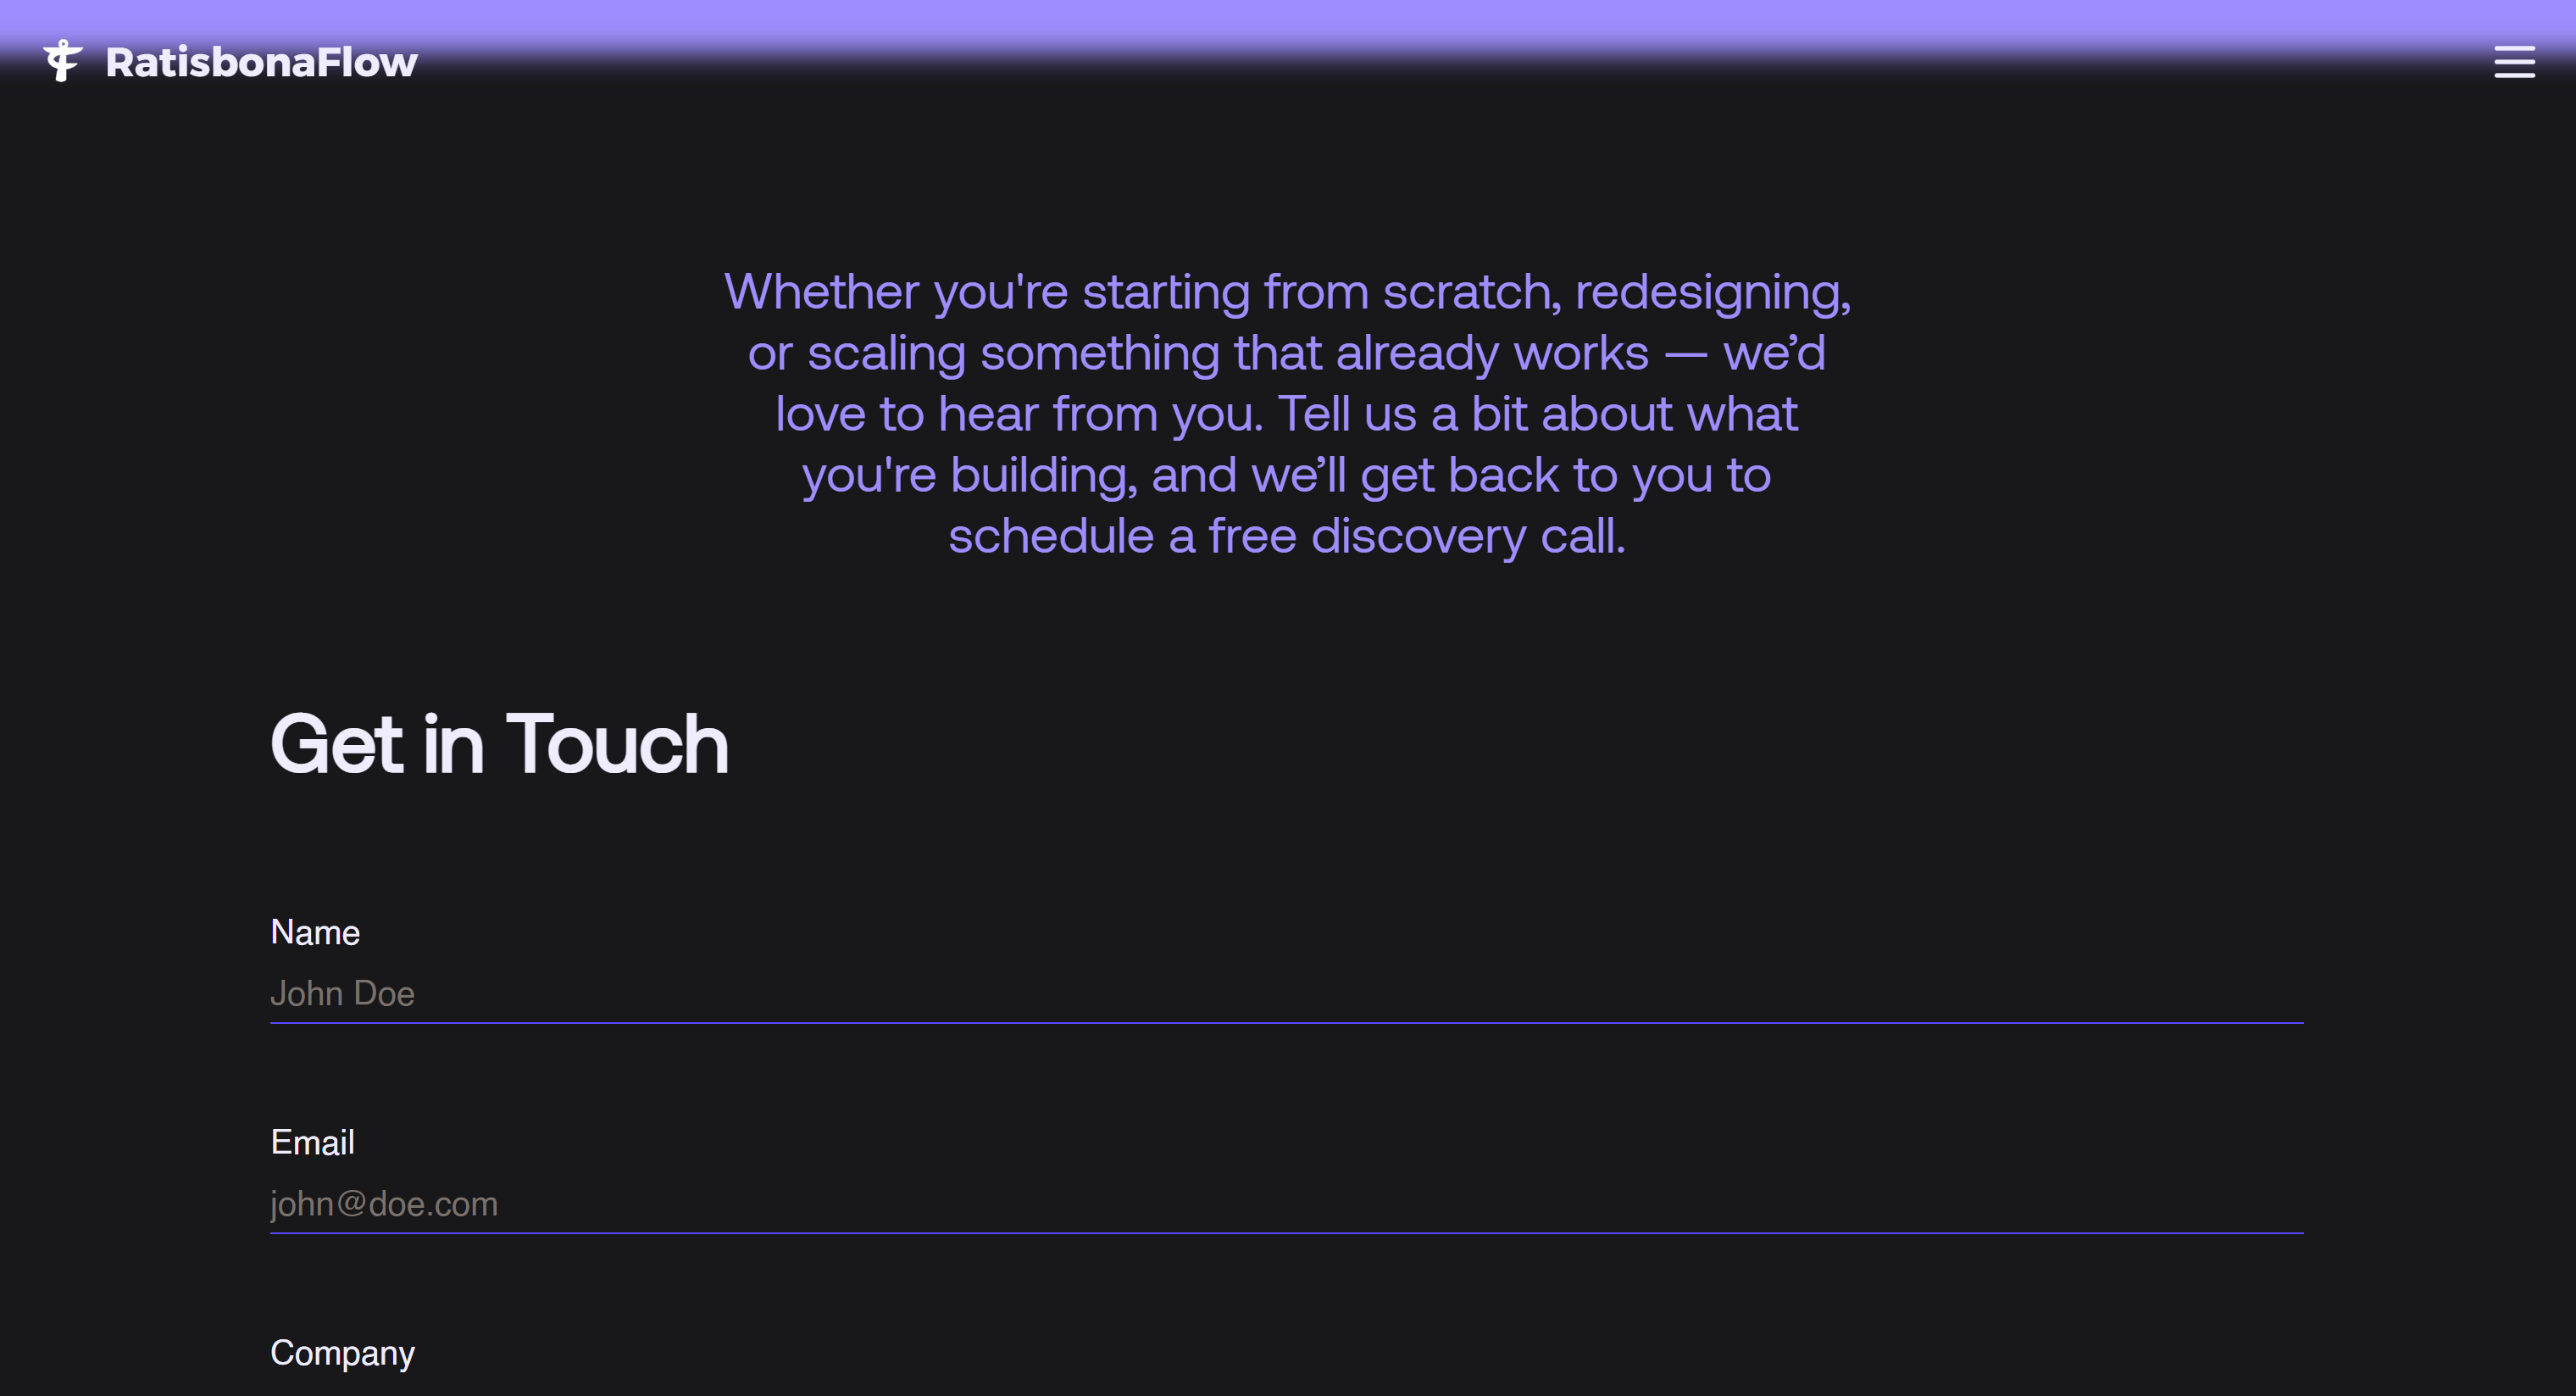 RatisbonaFlow
Whether you're starting from scratch, redesigning,
or scaling something that already works — we’d
love to hear from you. Tell us a bit about what
you're building, and we’ll get back to you to
schedule a free discovery call.
Get in Touch
Name
John Doe
Email
john@doe.com
Company